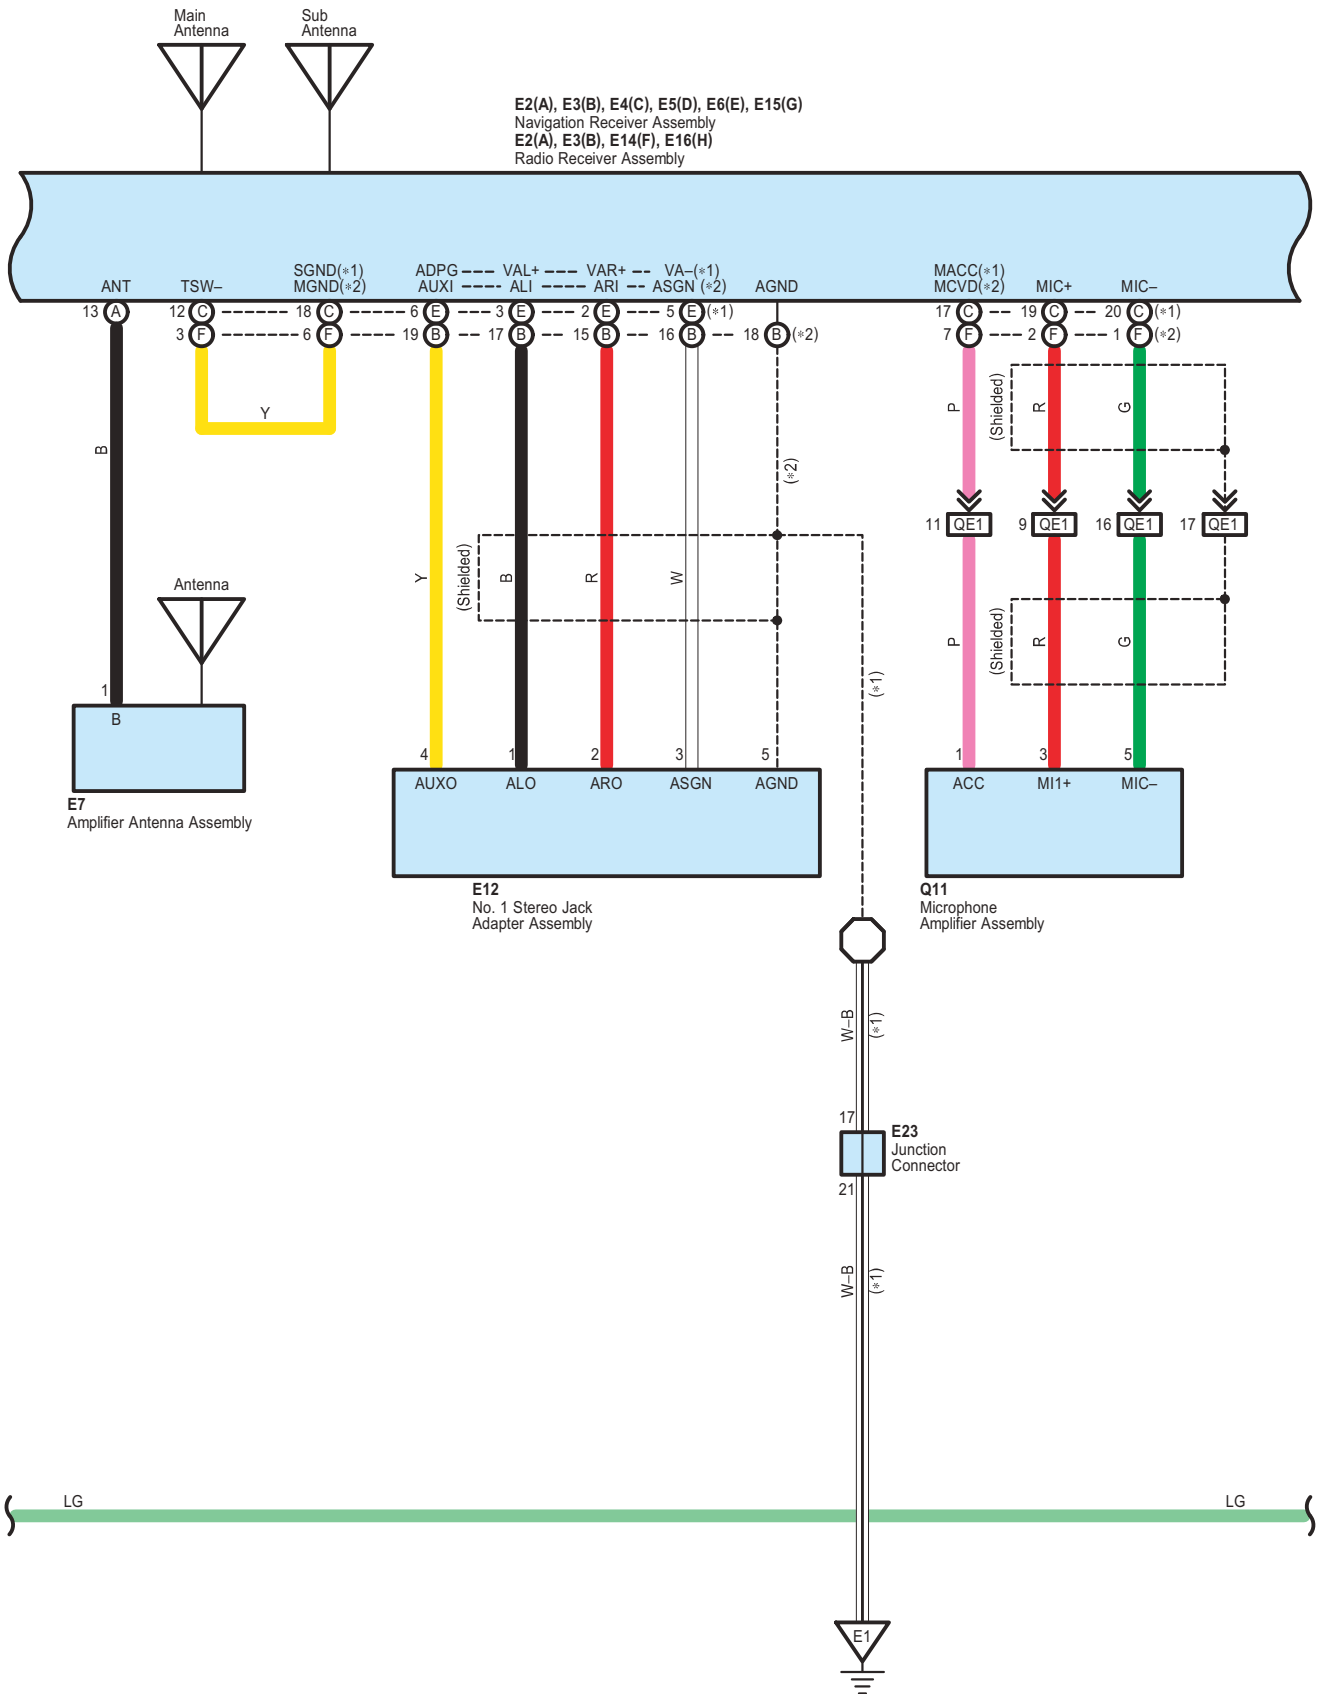 Main
Antenna
Sub
Antenna
E2(A), E3(B), E4(C), E5(D), E6(E), E15(G)
Navigation Receiver Assembly
E2(A), E3(B), E14(F), E16(H)
Radio Receiver Assembly
SGND(*1) ADPG VAL+ VAR+ VA–(*1) MACC(*1)
ANT TSW– MGND(*2) AUXI ALI ARI ASGN (*2) AGND MCVD(*2) MIC+ MIC–
13 A 12 C 18 C 6 E 3 E 2 E 5 E (*1) 17 C 19 C 20 C (*1)
3 F 6 F 19 B 17 B 15 B 16 B 18 B (*2) 7 F 2 F 1 F (*2)
(Shielded)
P R G
Y
B
(*2)
11 QE1 9 QE1 16 QE1 17 QE1
(Shielded)
Y B R W
Antenna
(Shielded)
P R G
(*1)
1
B
4 1 2 3 5 1 3 5
AUXO ALO ARO ASGN AGND ACC MI1+ MIC–
E7
Amplifier Antenna Assembly
E12
No. 1 Stereo Jack
Adapter Assembly
Q11
Microphone
Amplifier Assembly
W–B (*1)
17
E23
Junction
Connector
21
W–B (*1)
LG LG
E1